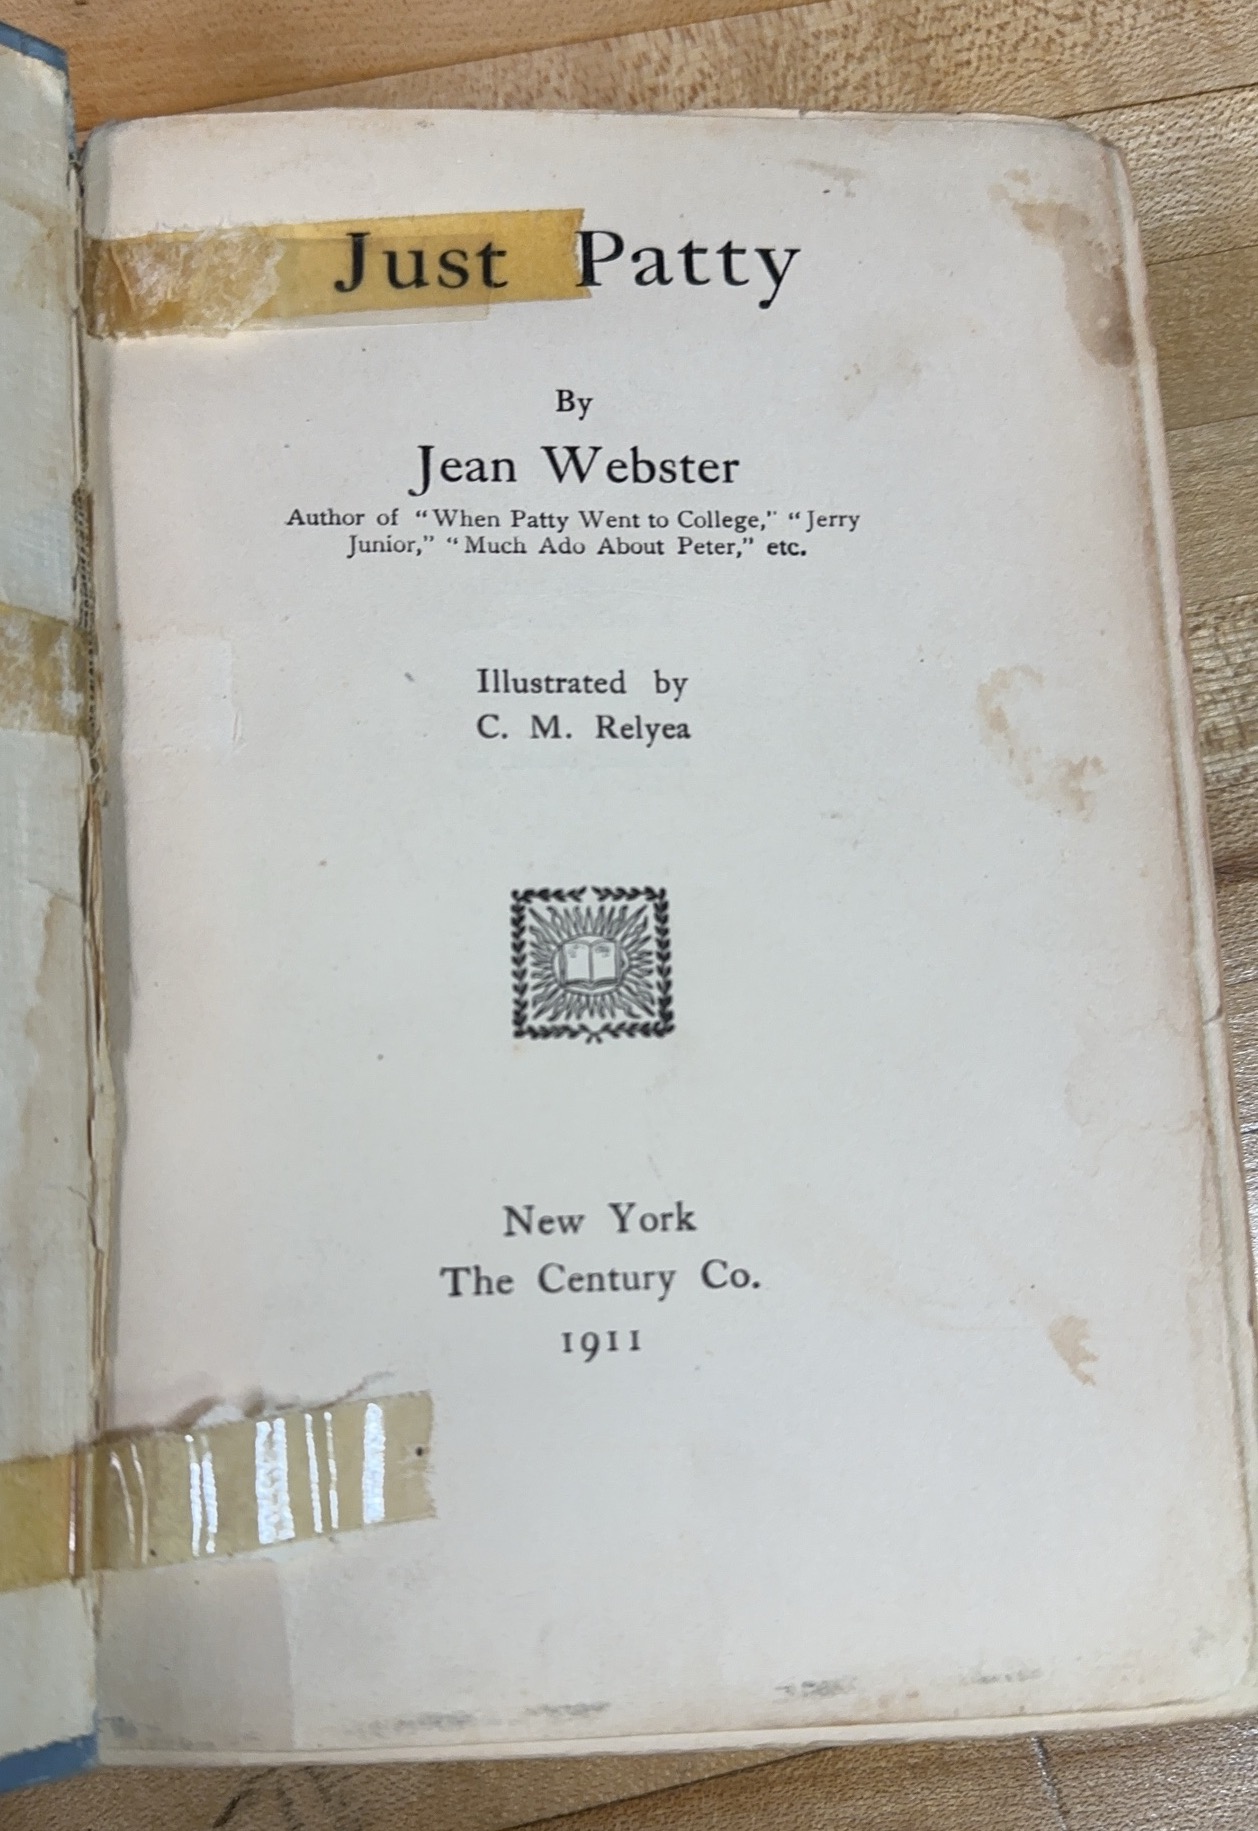 Just Patty
By
Jean Webster
Author of "When Patty Went to College," "Jerry
Junior," "Much Ado About Peter," etc.
Illustrated by
C. M. Relyea
New York
The Century Co.
1911